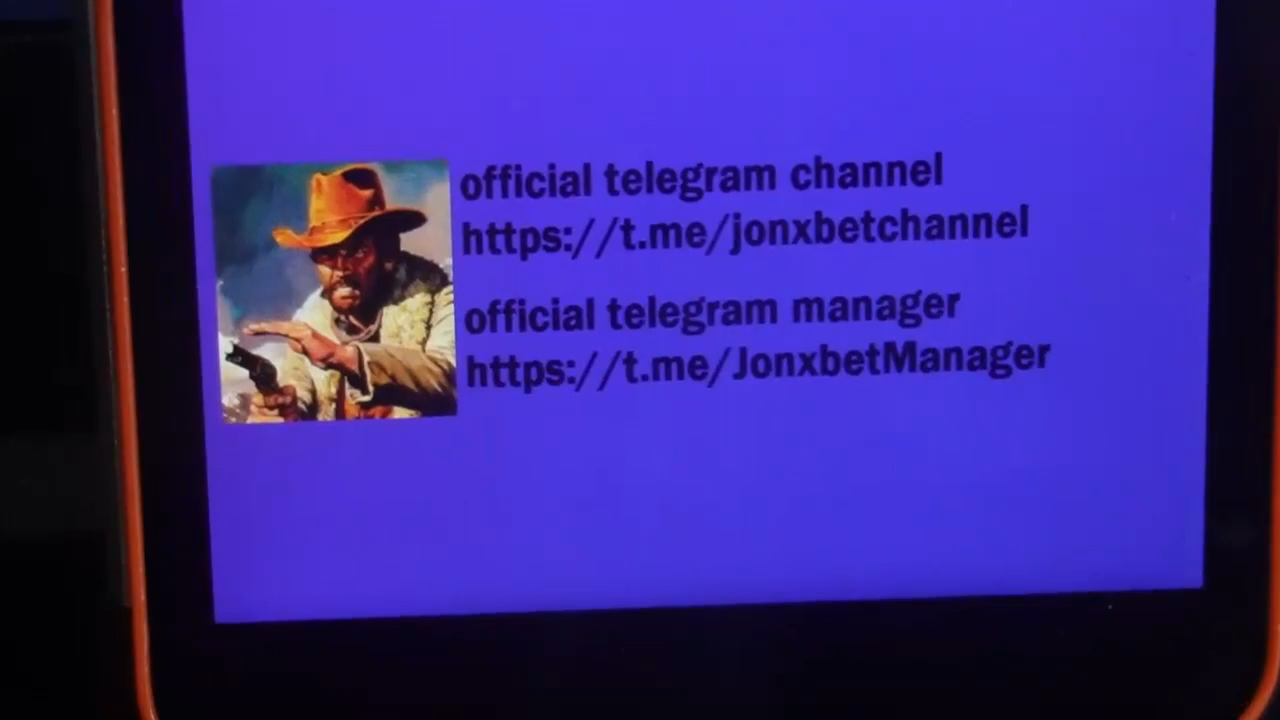 official telegram channel
https://t.me/jonxbetchannel
official telegram manager
https://t.me/JonxbetManager